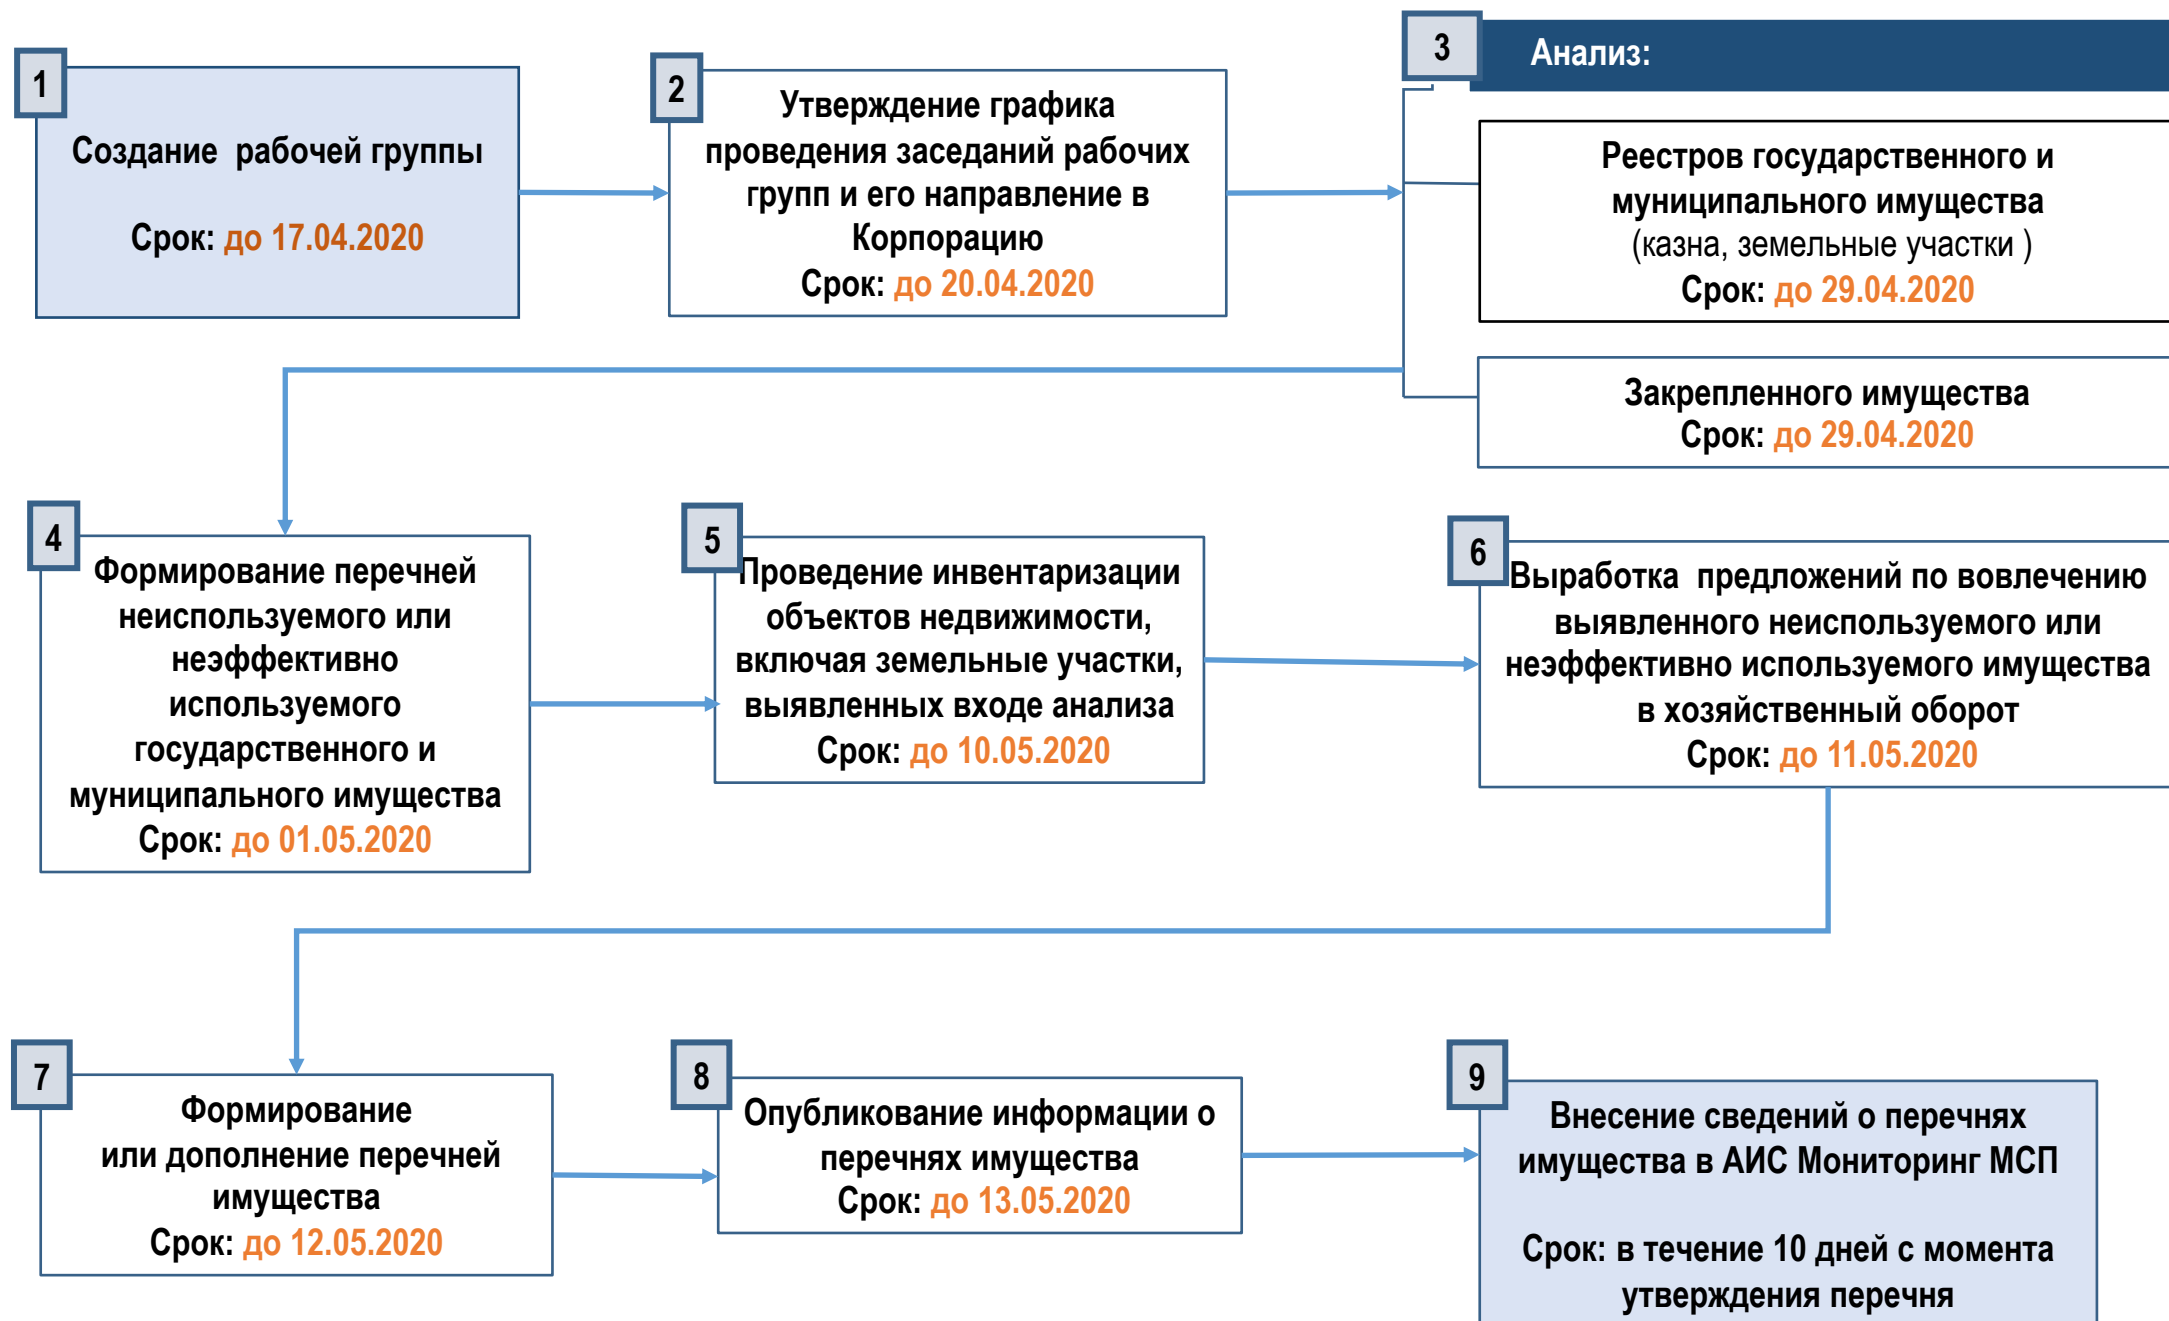 1
Создание рабочей группы
Срок: до 17.04.2020
2
Утверждение графика
проведения заседаний рабочих
групп и его направление в
Корпорацию
Срок: до 20.04.2020
3
Анализ:
Реестров государственного и
муниципального имущества
(казна, земельные участки )
Срок: до 29.04.2020
Закрепленного имущества
Срок: до 29.04.2020
4
Формирование перечней
неиспользуемого или
неэффективно
используемого
государственного и
муниципального имущества
Срок: до 01.05.2020
5
Проведение инвентаризации
объектов недвижимости,
включая земельные участки,
выявленных входе анализа
Срок: до 10.05.2020
6
Выработка предложений по вовлечению
выявленного неиспользуемого или
неэффективно используемого имущества
в хозяйственный оборот
Срок: до 11.05.2020
7
Формирование
или дополнение перечней
имущества
Срок: до 12.05.2020
8
Опубликование информации о
перечнях имущества
Срок: до 13.05.2020
9
Внесение сведений о перечнях
имущества в АИС Мониторинг МСП
Срок: в течение 10 дней с момента
утверждения перечня